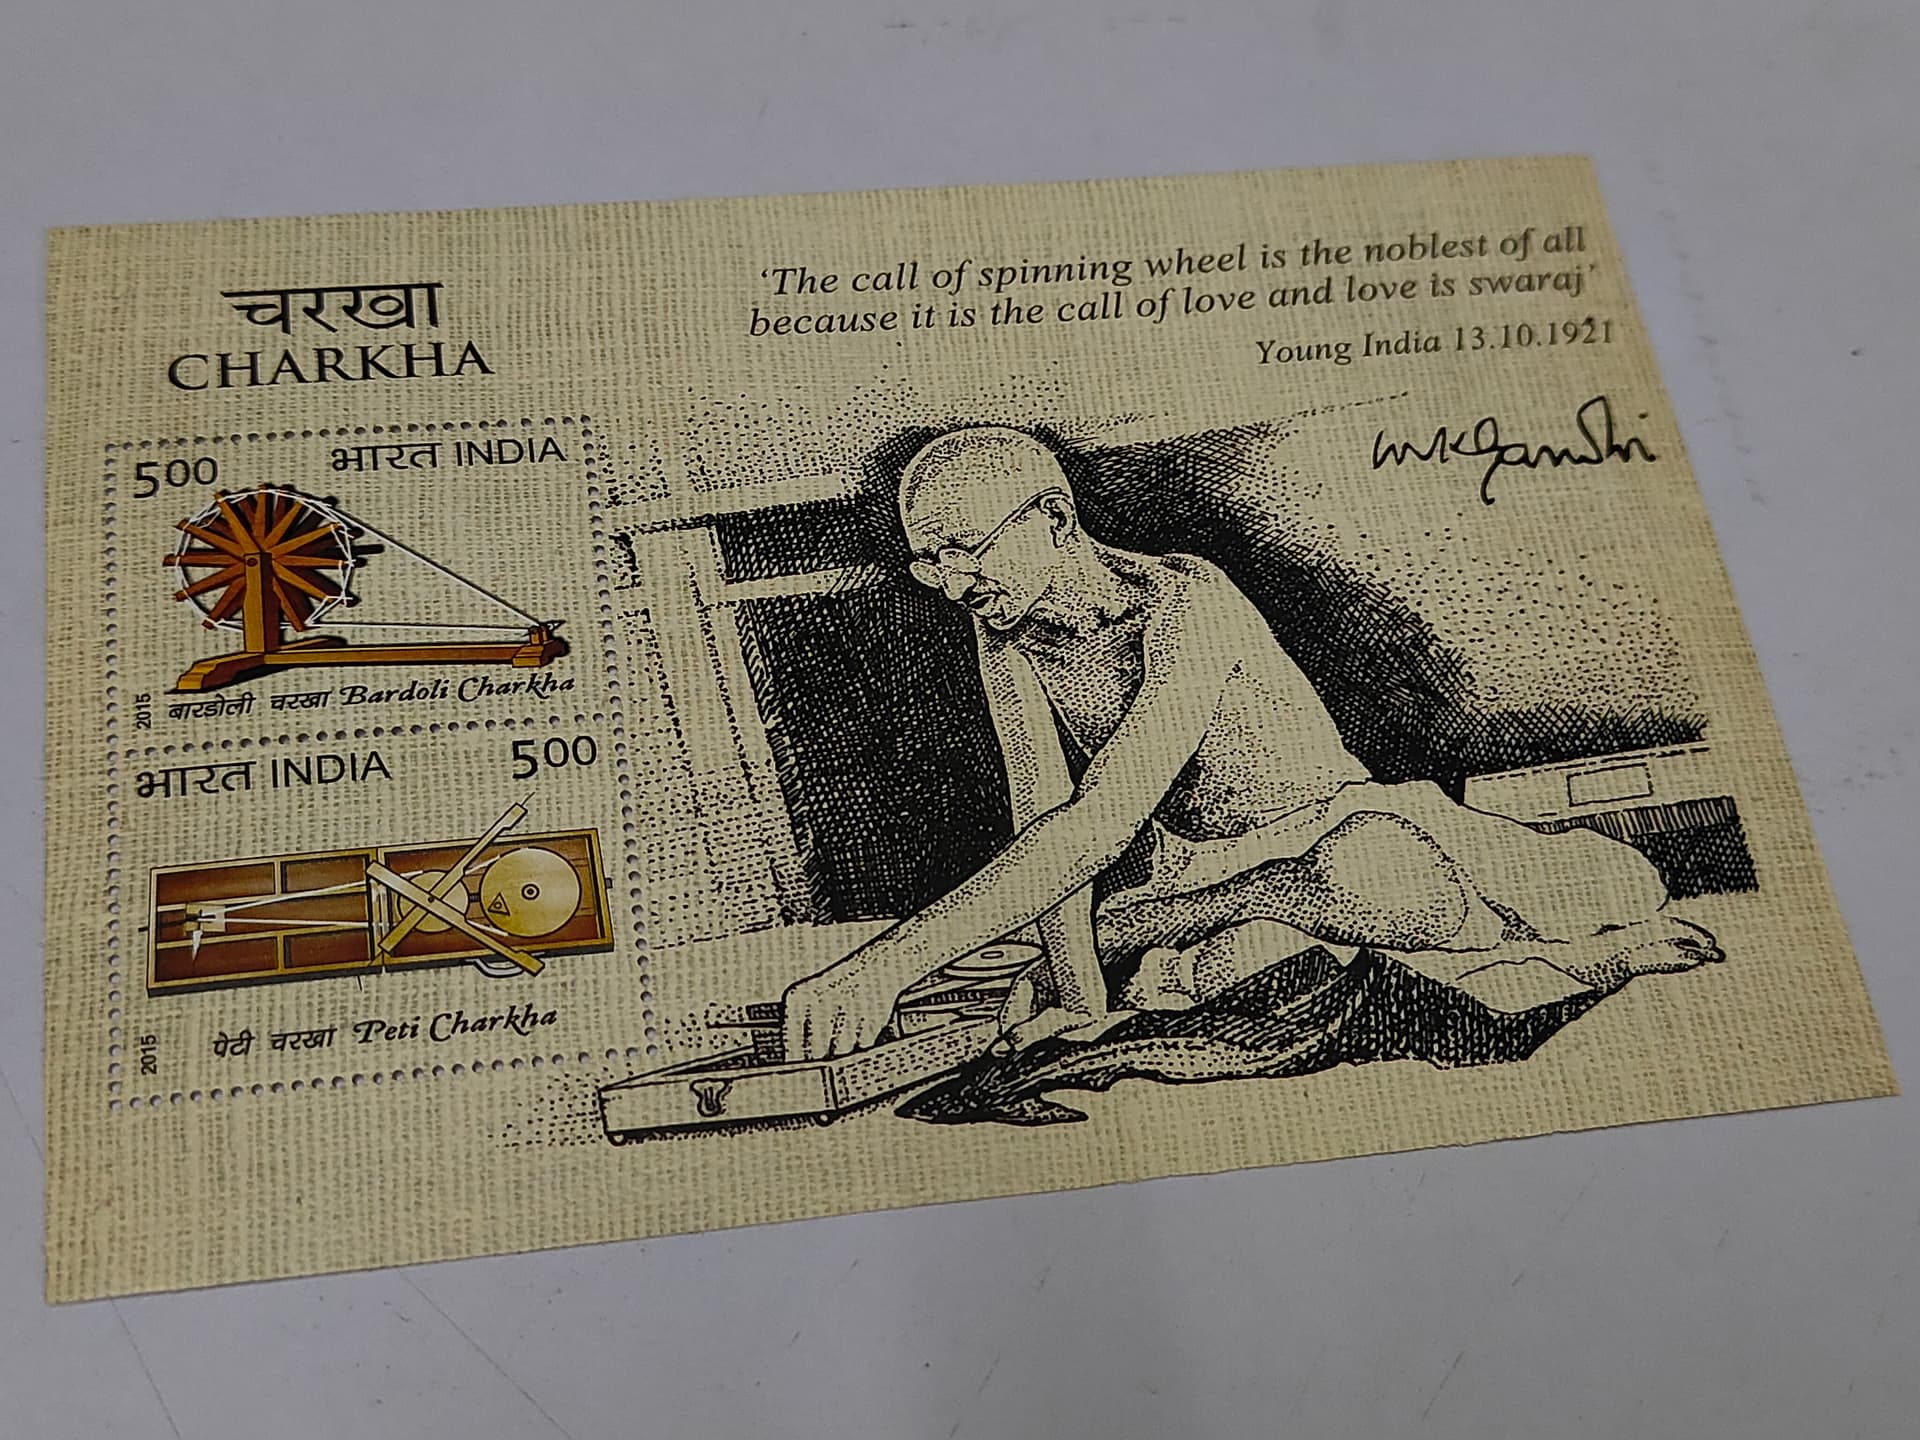 चरखा
CHARKHA
'The call of spinning wheel is the noblest of all
because it is the call of love and love is swaraj'
Young India 13.10.1921
MKGandhi
500 भारत INDIA
2015 बारडोली चरखा Bardoli Charkha
भारत INDIA 500
2015 पेटी चरखा Peti Charkha